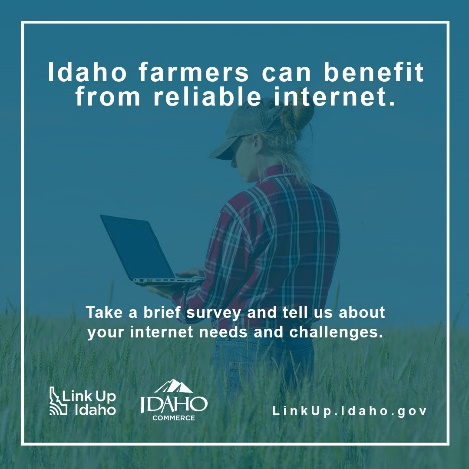 Idaho farmers can benefit
from reliable internet.
Take a brief survey and tell us about
your internet needs and challenges.
Link Up
Idaho
IDAHO
COMMERCE
LinkUp.Idaho.gov